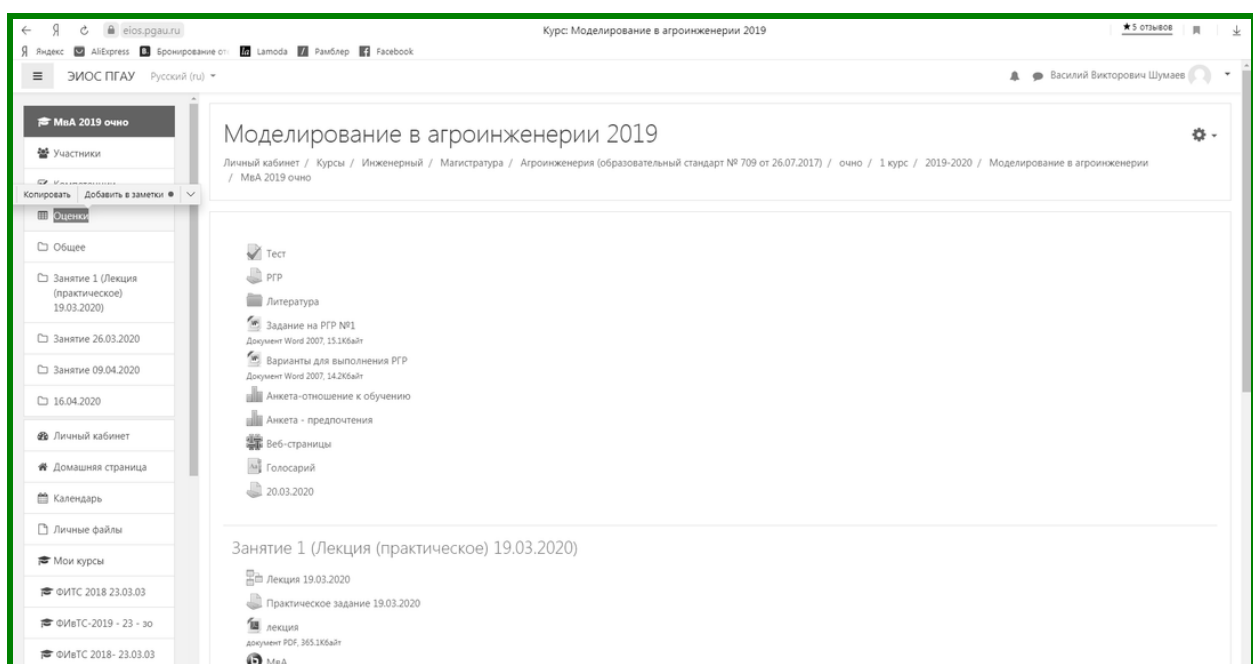 eios.pgau.ru
Курс: Моделирование в агроинженерии 2019
★5 отзывов
Яндекс AliExpress Бронирование от Lamoda Рамблер Facebook
ЭИОС ПГАУ Русский (ru)
Василий Викторович Шумаев
МвА 2019 очно
Участники
Копировать Добавить в заметки
Оценки
Общее
Занятие 1 (Лекция
(практическое)
19.03.2020)
Занятие 26.03.2020
Занятие 09.04.2020
16.04.2020
Личный кабинет
Домашняя страница
Календарь
Личные файлы
Мои курсы
ФИТС 2018 23.03.03
ФИвТС-2019 - 23 - зо
ФИвТС 2018- 23.03.03
Моделирование в агроинженерии 2019
Личный кабинет / Курсы / Инженерный / Магистратура / Агроинженерия (образовательный стандарт № 709 от 26.07.2017) / очно / 1 курс / 2019-2020 / Моделирование в агроинженерии
/ МвА 2019 очно
Тест
РГР
Литература
Задание на РГР №1
Документ Word 2007, 15.1Кбайт
Варианты для выполнения РГР
Документ Word 2007, 14.2Кбайт
Анкета-отношение к обучению
Анкета - предпочтения
Веб-страницы
Голосарий
20.03.2020
Занятие 1 (Лекция (практическое) 19.03.2020)
Лекция 19.03.2020
Практическое задание 19.03.2020
лекция
документ PDF, 365.1Кбайт
МвА